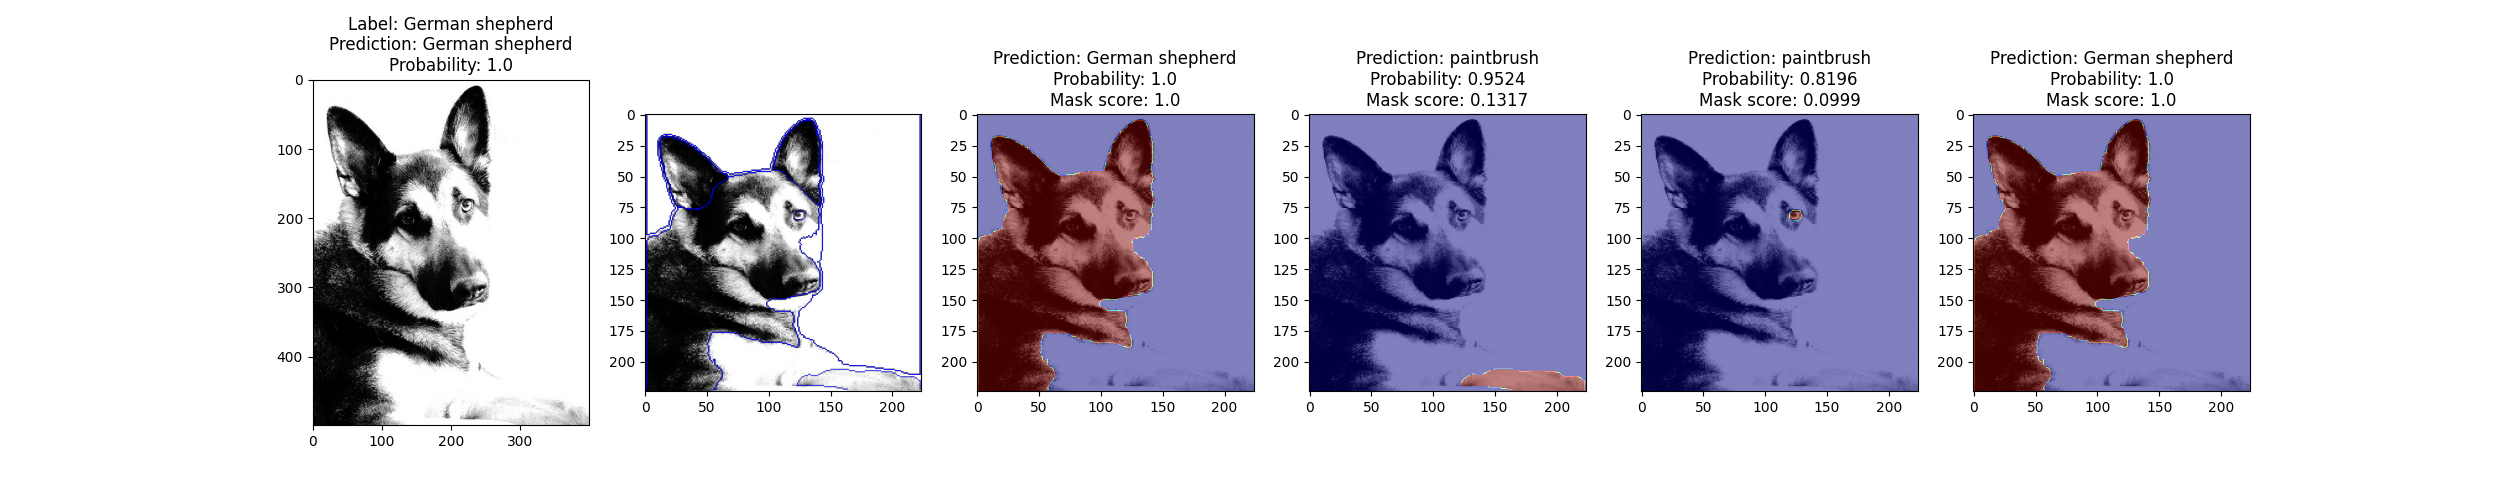 Label: German shepherd
Prediction: German shepherd
Probability: 1.0
Prediction: German shepherd
Probability: 1.0
Mask score: 1.0
Prediction: paintbrush
Probability: 0.9524
Mask score: 0.1317
Prediction: paintbrush
Probability: 0.8196
Mask score: 0.0999
Prediction: German shepherd
Probability: 1.0
Mask score: 1.0
0
100
200
300
400
0 100 200 300
0
25
50
75
100
125
150
175
200
0 50 100 150 200
0
25
50
75
100
125
150
175
200
0 50 100 150 200
0
25
50
75
100
125
150
175
200
0 50 100 150 200
0
25
50
75
100
125
150
175
200
0 50 100 150 200
0
25
50
75
100
125
150
175
200
0 50 100 150 200